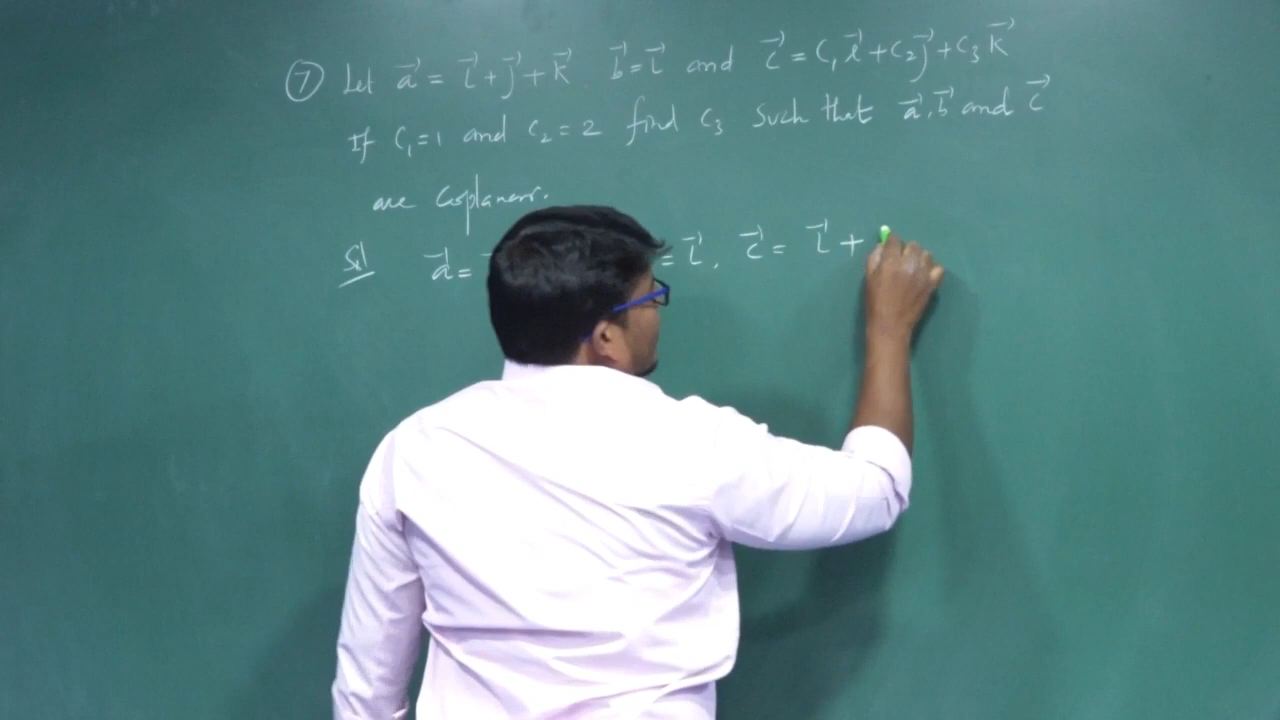 ⑦ Let a⃗ = i⃗ + j⃗ + k⃗ b⃗ = i⃗ and c⃗ = c₁i⃗ + c₂j⃗ + c₃k⃗
If c₁=1 and c₂=2 find c₃ such that a⃗, b⃗ and c⃗
are Coplanar.
Sol a⃗ = = i⃗, c⃗ = i⃗ +